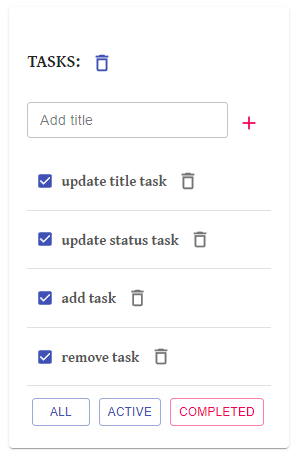 TASKS:
Add title
update title task
update status task
add task
remove task
ALL ACTIVE COMPLETED